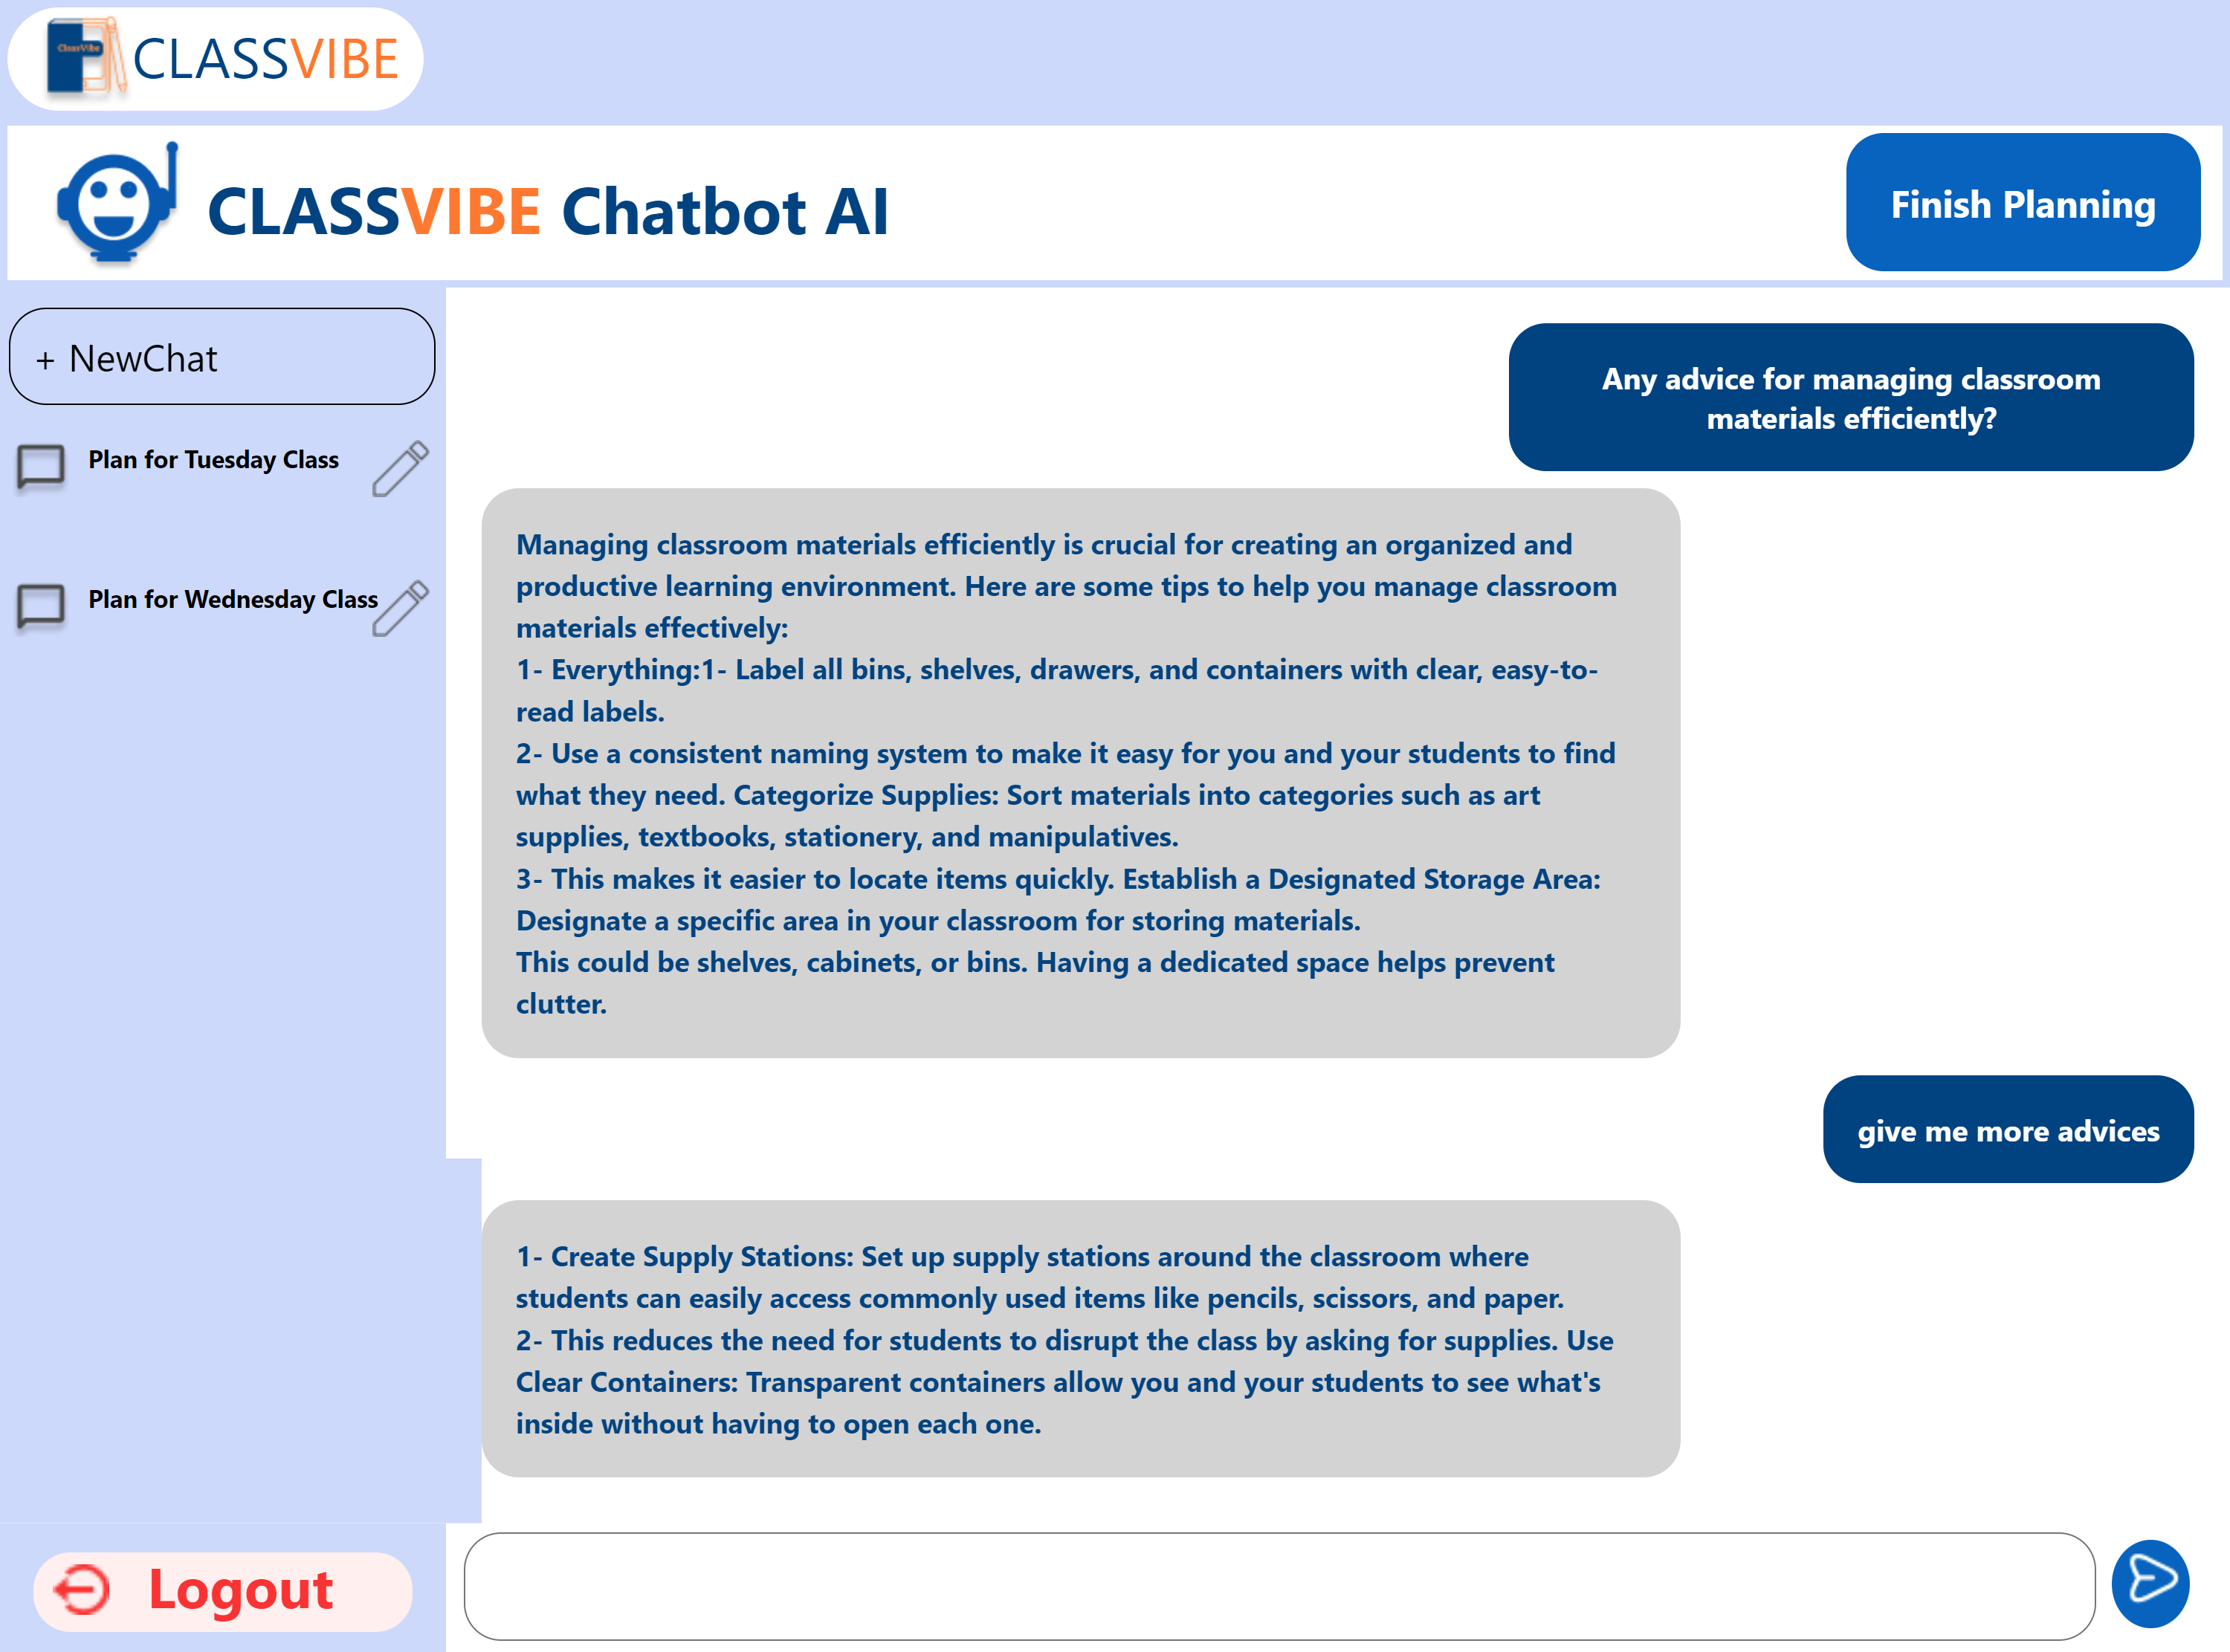 ClassVibe
CLASSVIBE
CLASSVIBE Chatbot AI
Finish Planning
+ NewChat
Plan for Tuesday Class
Plan for Wednesday Class
Any advice for managing classroom
materials efficiently?
Managing classroom materials efficiently is crucial for creating an organized and
productive learning environment. Here are some tips to help you manage classroom
materials effectively:
1- Everything:1- Label all bins, shelves, drawers, and containers with clear, easy-to-
read labels.
2- Use a consistent naming system to make it easy for you and your students to find
what they need. Categorize Supplies: Sort materials into categories such as art
supplies, textbooks, stationery, and manipulatives.
3- This makes it easier to locate items quickly. Establish a Designated Storage Area:
Designate a specific area in your classroom for storing materials.
This could be shelves, cabinets, or bins. Having a dedicated space helps prevent
clutter.
give me more advices
1- Create Supply Stations: Set up supply stations around the classroom where
students can easily access commonly used items like pencils, scissors, and paper.
2- This reduces the need for students to disrupt the class by asking for supplies. Use
Clear Containers: Transparent containers allow you and your students to see what's
inside without having to open each one.
Logout